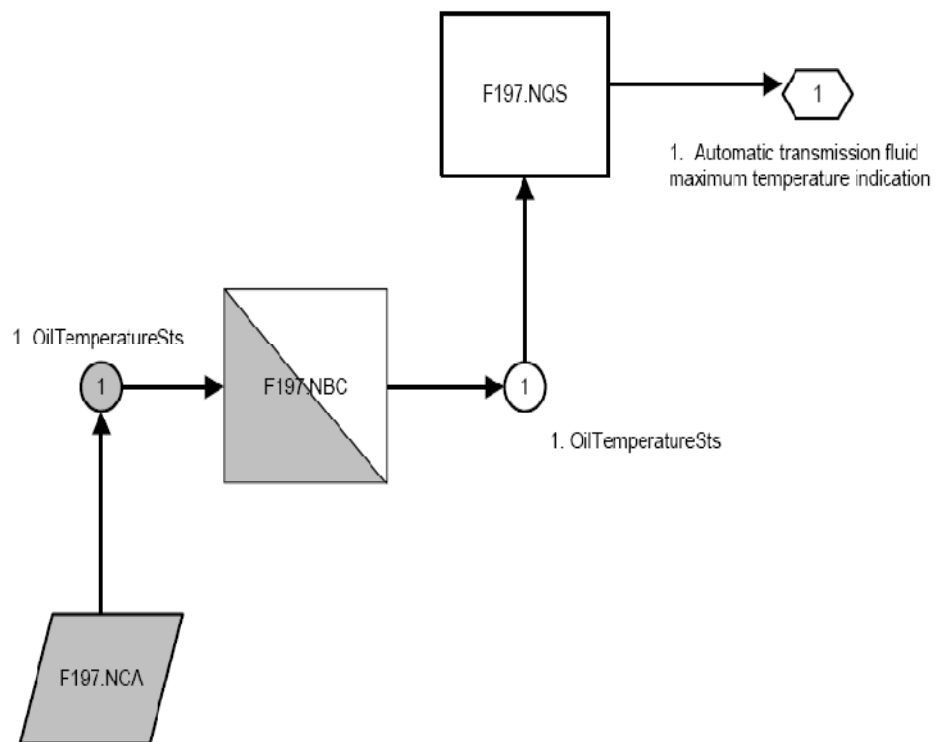 F197.NQS
1
1. Automatic transmission fluid
maximum temperature indication
1. OilTemperatureSts
1
F197.NBC
1
1. OilTemperatureSts
F197.NCA